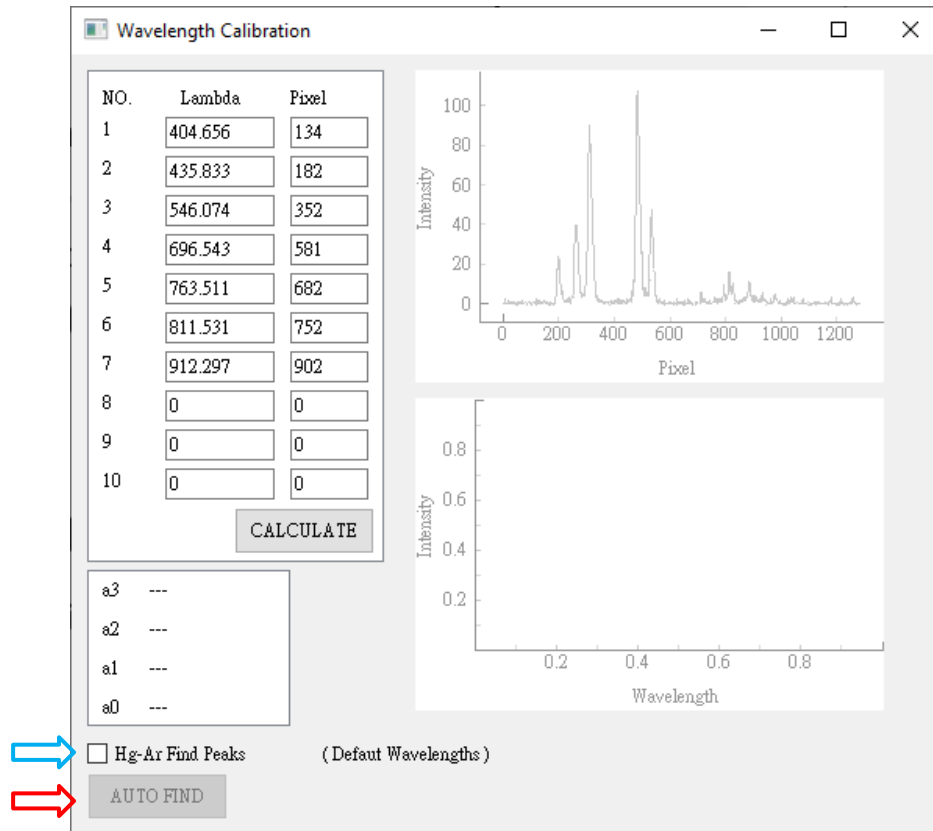 Wavelength Calibration
NO. Lambda Pixel
1 404.656 134
2 435.833 182
3 546.074 352
4 696.543 581
5 763.511 682
6 811.531 752
7 912.297 902
8 0 0
9 0 0
10 0 0
CALCULATE
a3 ---
a2 ---
a1 ---
a0 ---
Hg-Ar Find Peaks ( Defaut Wavelengths )
AUTO FIND
Intensity
100
80
60
40
20
0
0 200 400 600 800 1000 1200
Pixel
Intensity
0.8
0.6
0.4
0.2
0.2 0.4 0.6 0.8
Wavelength